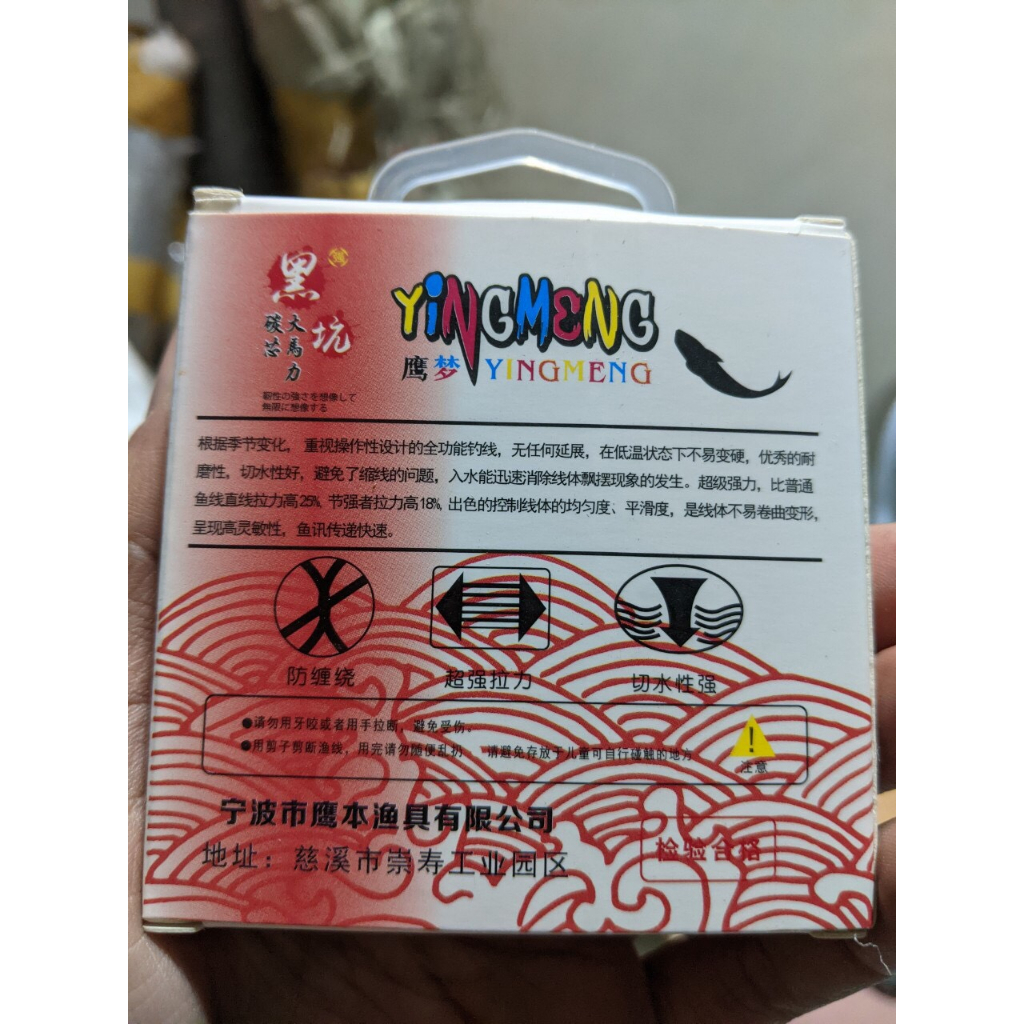 黑坑
碳芯
大馬力
靭性の強さを想像して
無限に想像する
YINGMENG
鹰梦 YINGMENG
根据季节变化，重视操作性设计的全功能钓线，无任何延展，在低温状态下不易变硬，优秀的耐
磨性，切水性好，避免了缩线的问题，入水能迅速消除线体飘摆现象的发生。超级强力，比普通
鱼线直线拉力高25%，节强者拉力高18%，出色的控制线体的均匀度、平滑度，是线体不易卷曲变形，
呈现高灵敏性，鱼讯传递快速。
防缠绕 超强拉力 切水性强
●请勿用牙咬或者用手拉断，避免受伤。
●用剪子剪断渔线，用完请勿随便乱扔 请避免存放于儿童可自行碰触的地方
!
注意
宁波市鹰本渔具有限公司
地址：慈溪市崇寿工业园区
检验合格